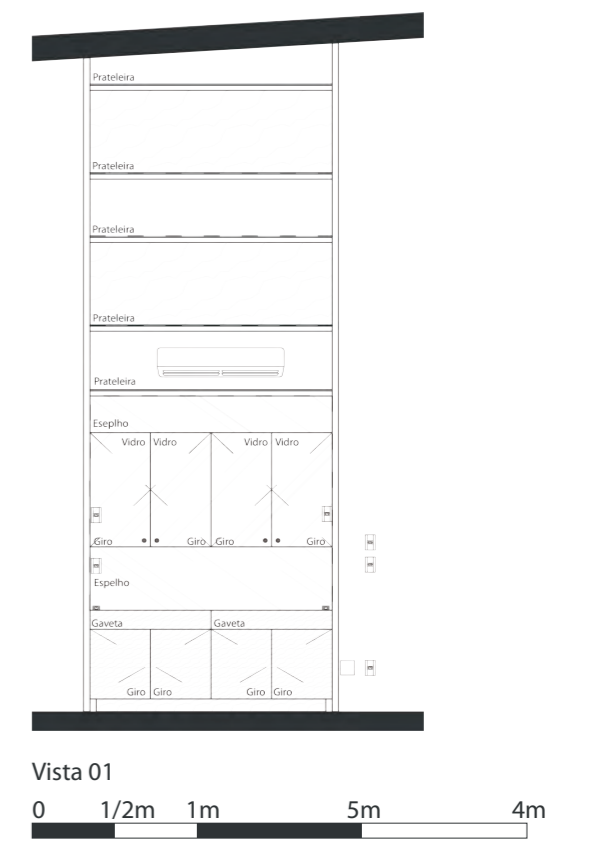 Prateleira
Prateleira
Prateleira
Prateleira
Prateleira
Eseplho
Vidro Vidro Vidro Vidro
Giro Giro Giro Giro
Espelho
Gaveta Gaveta
Giro Giro Giro Giro
Vista 01
0 1/2m 1m 5m 4m